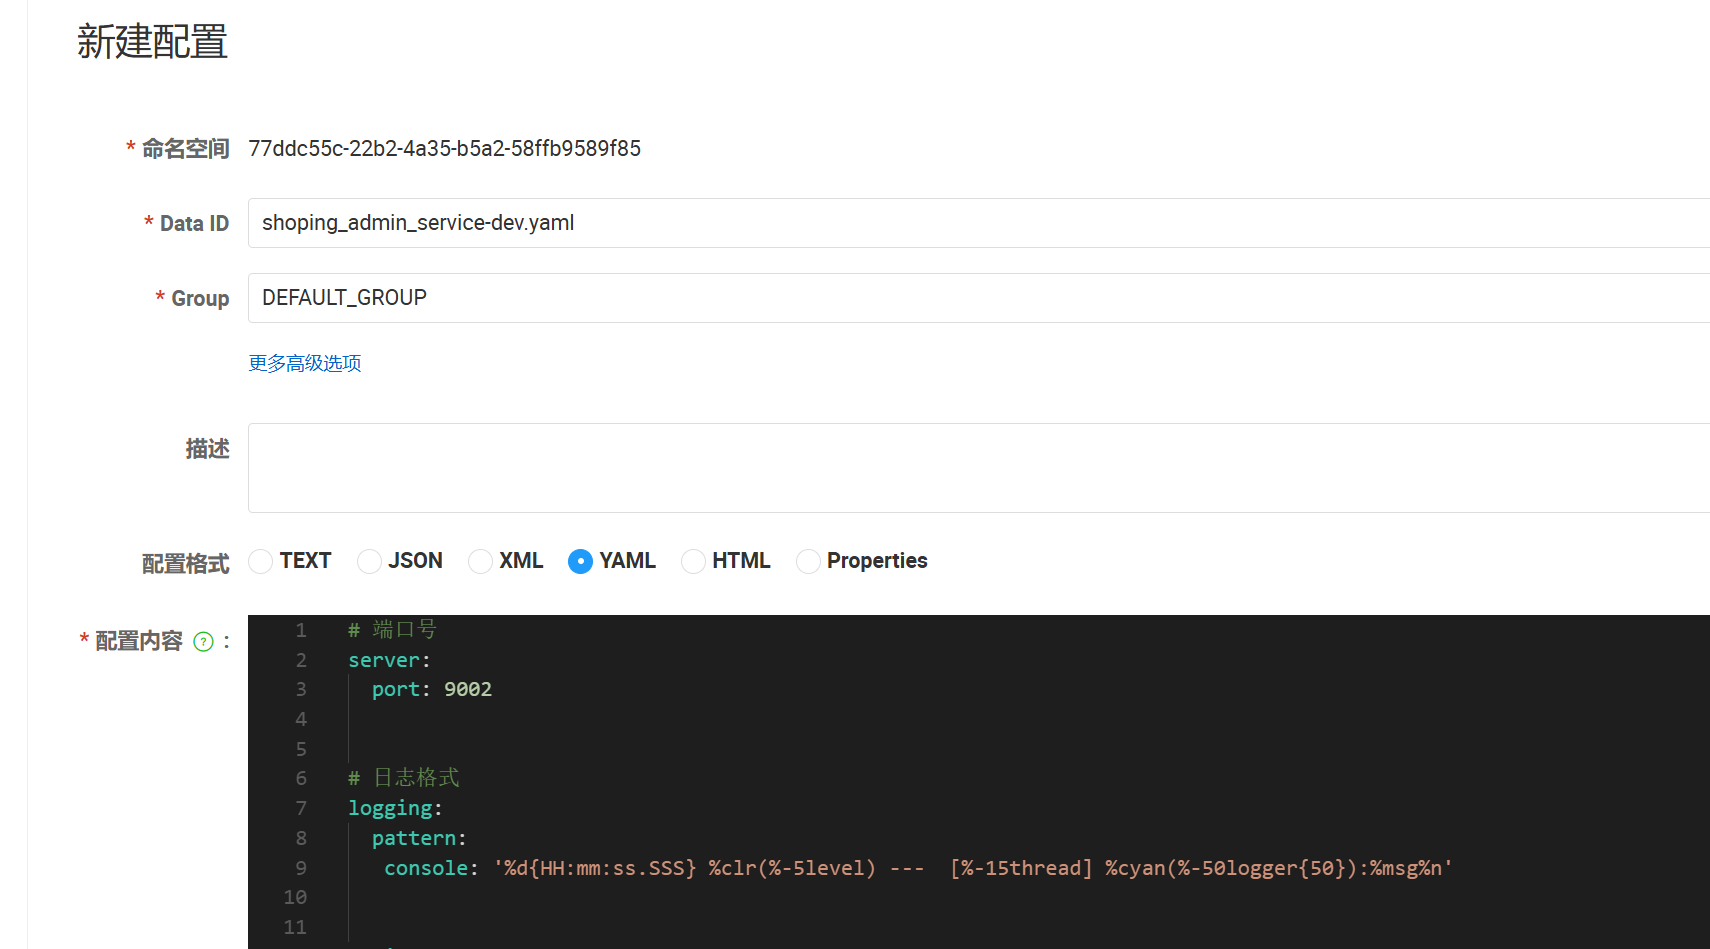 新建配置
* 命名空间 77ddc55c-22b2-4a35-b5a2-58ffb9589f85
* Data ID shoping_admin_service-dev.yaml
* Group DEFAULT_GROUP
更多高级选项
描述
配置格式 TEXT JSON XML YAML HTML Properties
* 配置内容 ? :
1 # 端口号
2 server:
3 port: 9002
4
5
6 # 日志格式
7 logging:
8 pattern:
9 console: '%d{HH:mm:ss.SSS} %clr(%-5level) ---  [%-15thread] %cyan(%-50logger{50}):%msg%n'
10
11